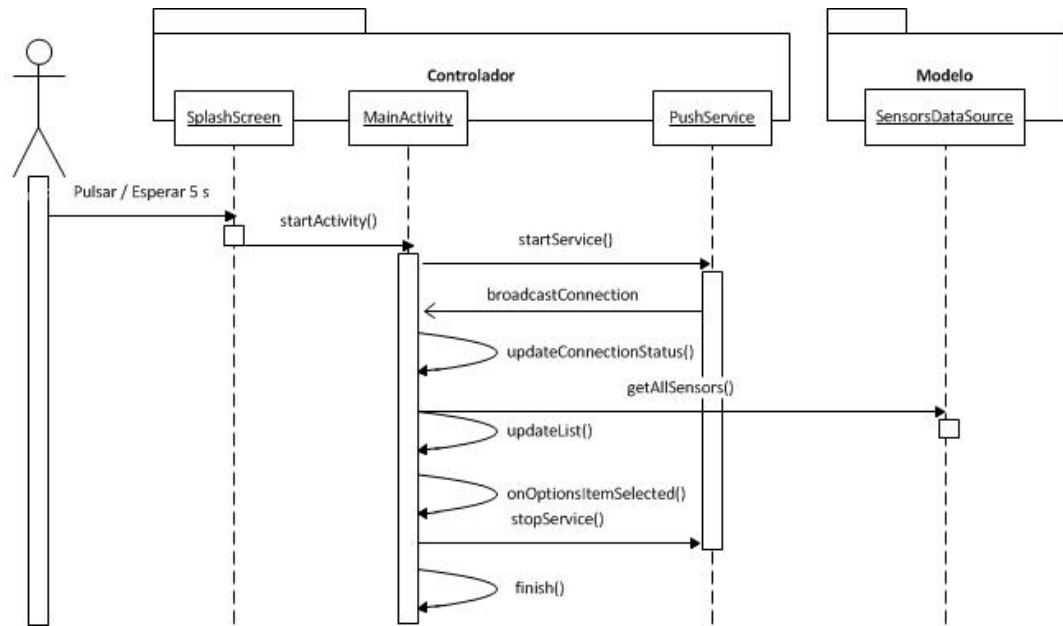 Controlador
Modelo
SplashScreen
MainActivity
PushService
SensorsDataSource
Pulsar / Esperar 5 s
startActivity()
startService()
broadcastConnection
updateConnectionStatus()
getAllSensors()
updateList()
onOptionsItemSelected()
stopService()
finish()